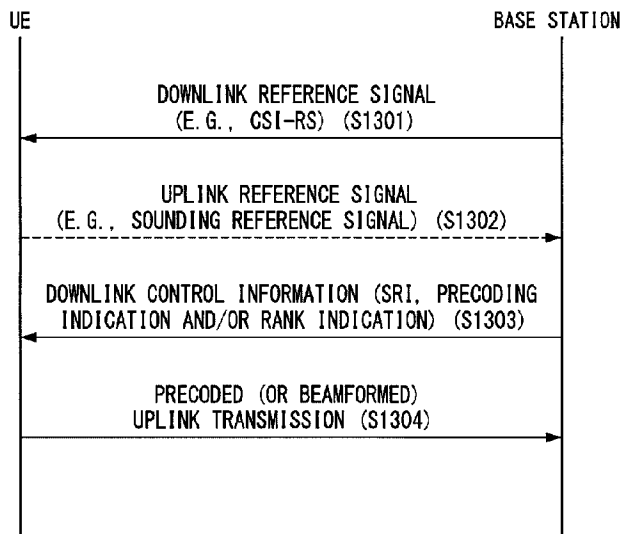 UE
BASE STATION
DOWNLINK REFERENCE SIGNAL
(E.G., CSI-RS) (S1301)
UPLINK REFERENCE SIGNAL
(E.G., SOUNDING REFERENCE SIGNAL) (S1302)
DOWNLINK CONTROL INFORMATION (SRI, PRECODING
INDICATION AND/OR RANK INDICATION) (S1303)
PRECODED (OR BEAMFORMED)
UPLINK TRANSMISSION (S1304)